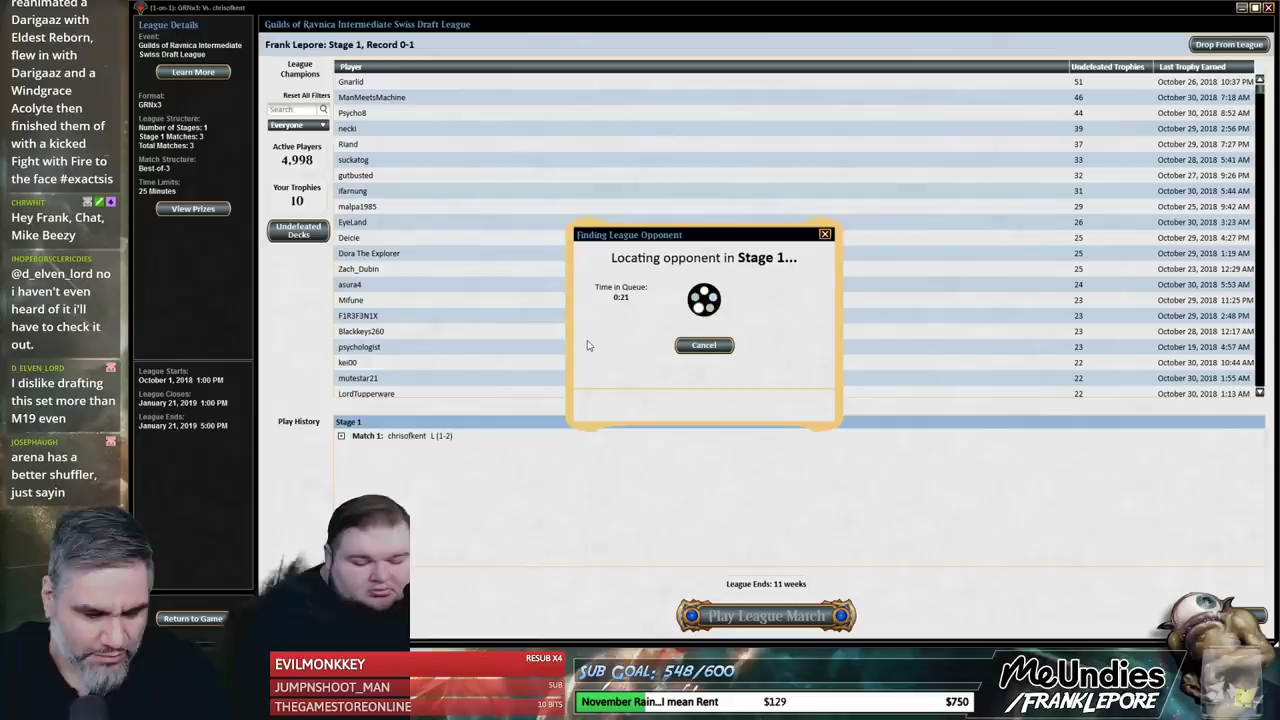 (1-on-1): GRNx3: Vs. chrisofkent
reanimated a
Darigaaz and
Eldest Reborn,
flew in with
Darigaaz and
Windgrace
Acolyte then
finished them of
with a kicked
Fight with Fire to
the face #exactsis
CHRWHIT
Hey Frank, Chat,
Mike Beezy
IHOPEBORSCLERICDIES
@d_elven_lord no
i haven't even
heard of it i'll
have to check it
out.
D_ELVEN_LORD
I dislike drafting
this set more than
M19 even
JOSEPHAUGH
arena has a
better shuffler,
just sayin
League Details
Event:
Guilds of Ravnica Intermediate
Swiss Draft League
Learn More
Format:
GRNx3
League Structure:
Number of Stages: 1
Stage 1 Matches: 3
Total Matches: 3
Match Structure:
Best-of-3
Time Limits:
25 Minutes
View Prizes
League Starts:
October 1, 2018 1:00 PM
League Closes:
January 21, 2019 1:00 PM
League Ends:
January 21, 2019 5:00 PM
Return to Game
Guilds of Ravnica Intermediate Swiss Draft League
Frank Lepore: Stage 1, Record 0-1
Drop From League
League
Champions
Reset All Filters
Search
Everyone
Active Players
4,998
Your Trophies
10
Undefeated
Decks
Player Undefeated Trophies Last Trophy Earned
Gnarlid 51 October 26, 2018 10:37 PM
ManMeetsMachine 46 October 30, 2018 7:18 AM
Psycho8 44 October 30, 2018 8:52 AM
necki 39 October 29, 2018 2:56 PM
Riand 37 October 29, 2018 7:27 PM
suckatog 33 October 28, 2018 5:41 AM
gutbusted 32 October 27, 2018 9:26 PM
ifarnung 31 October 30, 2018 5:44 AM
malpa1985 29 October 25, 2018 9:42 AM
EyeLand 26 October 30, 2018 3:23 AM
Deicie 25 October 29, 2018 4:27 PM
Dora The Explorer 25 October 29, 2018 1:19 AM
Zach_Dubin 25 October 23, 2018 12:29 AM
asura4 24 October 30, 2018 5:53 AM
Mifune 23 October 29, 2018 11:25 PM
F1R3F3N1X 23 October 29, 2018 2:48 PM
Blackkeys260 23 October 28, 2018 12:17 AM
psychologist 23 October 19, 2018 4:57 AM
kei00 22 October 30, 2018 10:44 AM
mutestar21 22 October 30, 2018 1:55 AM
LordTupperware 22 October 30, 2018 1:13 AM
Finding League Opponent
Locating opponent in Stage 1...
Time in Queue:
0:21
Cancel
Play History
Stage 1
Match 1: chrisofkent L (1-2)
League Ends: 11 weeks
Play League Match
EVILMONKKEY RESUB X4
JUMPNSHOOT_MAN SUB
THEGAMESTOREONLINE 10 BITS
SUB GOAL: 548/600
November Rain...I mean Rent $129 $750
MeUndies
/FRANKLEPORE